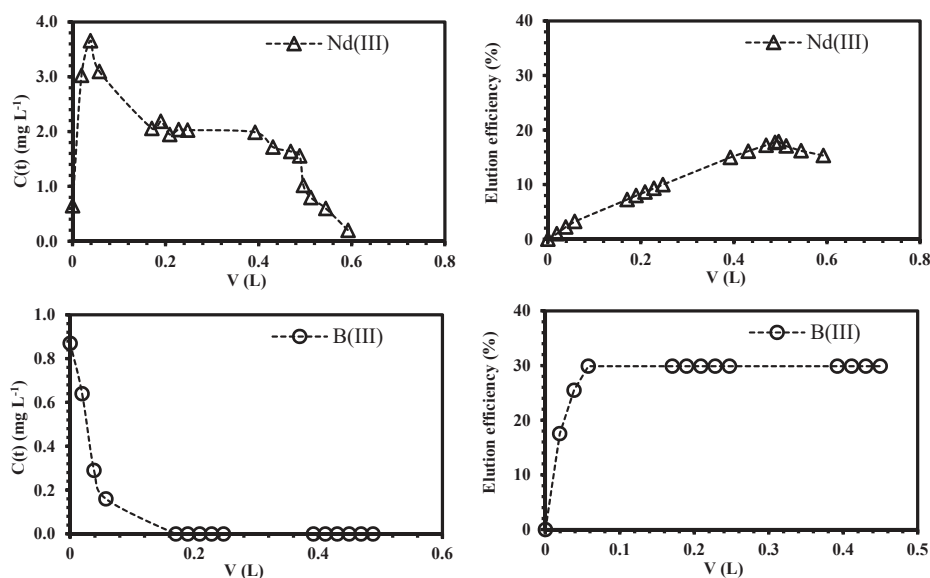 4.0
3.0
2.0
1.0
0.0
C(t) (mg L-1)
Nd(III)
0 0.2 0.4 0.6 0.8
V (L)
40
30
20
10
0
Elution efficiency (%)
Nd(III)
0 0.2 0.4 0.6 0.8
V (L)
1.0
0.8
0.6
0.4
0.2
0.0
C(t) (mg L-1)
B(III)
0 0.2 0.4 0.6
V (L)
40
30
20
10
0
Elution efficiency (%)
B(III)
0 0.1 0.2 0.3 0.4 0.5
V (L)